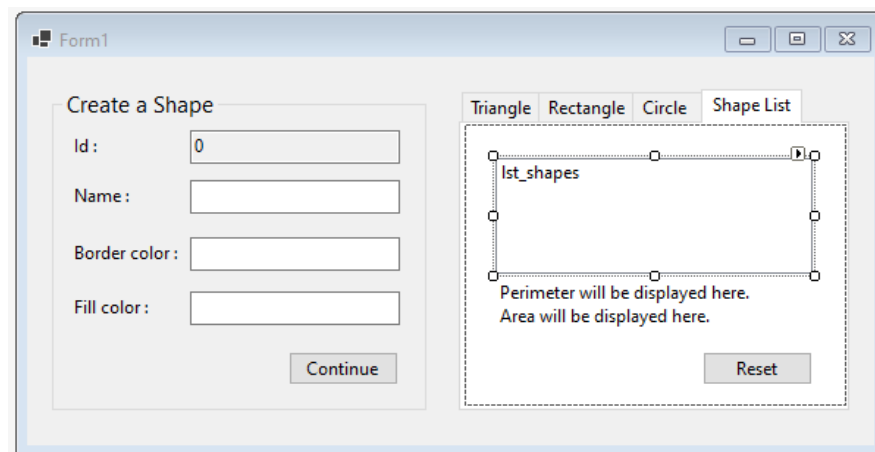 Form1
Create a Shape
Id :
0
Name :
Border color :
Fill color :
Continue
Triangle Rectangle Circle Shape List
lst_shapes
Perimeter will be displayed here.
Area will be displayed here.
Reset